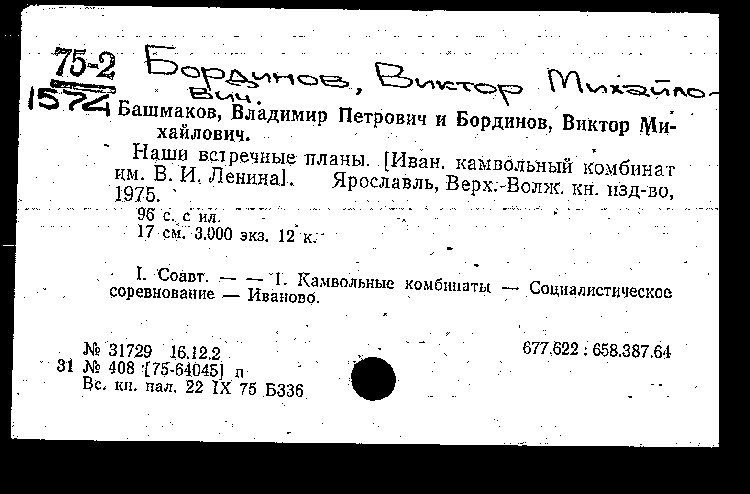 75-2
1574
Бординов, Виктор Михайло-
вич.
Башмаков, Владимир Петрович и Бординов, Виктор Ми-
хайлович.
Наши встречные планы. [Иван. камвольный комбинат
им. В. И. Ленина]. Ярославль, Верх.-Волж. кн. изд-во,
1975.
96 с. с ил.
17 см. 3.000 экз. 12 к.
I. Соавт. — — 1. Камвольные комбинаты — Социалистическое
соревнование — Иваново.
№ 31729 16.12.2
677.622 : 658.387.64
31 № 408 [75-64045] п
Вс. кн. пал. 22 IX 75 Б336